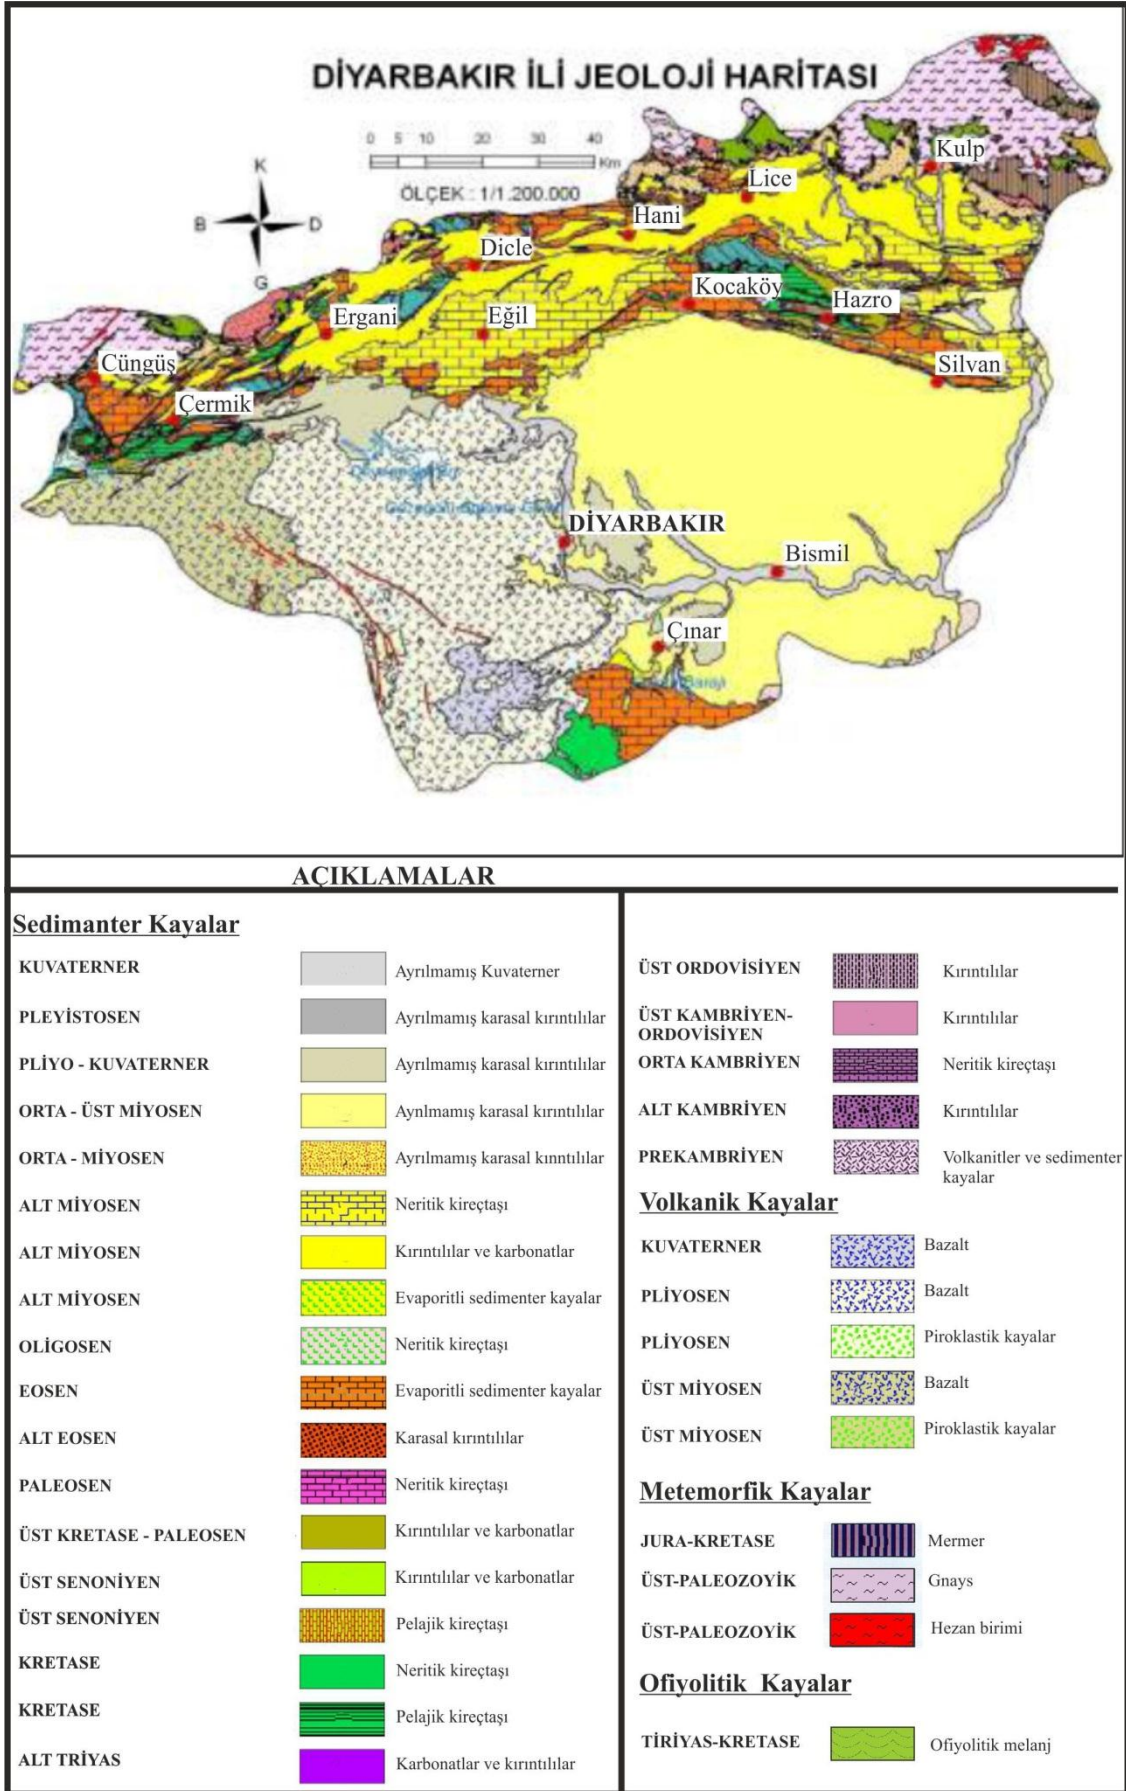 DİYARBAKIR İLİ JEOLOJİ HARİTASI
0 5 10 20 30 40
Km
ÖLÇEK : 1/1.200.000
K
B D
G
Kulp
Lice
Hani
Dicle
Kocaköy
Hazro
Ergani
Eğil
Silvan
Cüngüş
Çermik
DİYARBAKIR
Bismil
Çınar
Barajı
AÇIKLAMALAR
Sedimanter Kayalar
KUVATERNER Ayrılmamış Kuvaterner
PLEYİSTOSEN Ayrılmamış karasal kırıntılılar
PLİYO - KUVATERNER Ayrılmamış karasal kırıntılılar
ORTA - ÜST MİYOSEN Aynlmamış karasal kırıntılılar
ORTA - MİYOSEN Ayrılmamış karasal kınntılılar
ALT MİYOSEN Neritik kireçtaşı
ALT MİYOSEN Kırıntılılar ve karbonatlar
ALT MİYOSEN Evaporitli sedimenter kayalar
OLİGOSEN Neritik kireçtaşı
EOSEN Evaporitli sedimenter kayalar
ALT EOSEN Karasal kırıntılılar
PALEOSEN Neritik kireçtaşı
ÜST KRETASE - PALEOSEN Kırıntılılar ve karbonatlar
ÜST SENONİYEN Kırıntılılar ve karbonatlar
ÜST SENONİYEN Pelajik kireçtaşı
KRETASE Neritik kireçtaşı
KRETASE Pelajik kireçtaşı
ALT TRİYAS Karbonatlar ve kırıntılılar
ÜST ORDOVİSİYEN Kırıntılılar
ÜST KAMBRİYEN- Kırıntılılar
ORDOVİSİYEN
ORTA KAMBRİYEN Neritik kireçtaşı
ALT KAMBRİYEN Kırıntılılar
PREKAMBRİYEN Volkanitler ve sedimenter
kayalar
Volkanik Kayalar
KUVATERNER Bazalt
PLİYOSEN Bazalt
PLİYOSEN Piroklastik kayalar
ÜST MİYOSEN Bazalt
ÜST MİYOSEN Piroklastik kayalar
Metemorfik Kayalar
JURA-KRETASE Mermer
ÜST-PALEOZOYİK Gnays
ÜST-PALEOZOYİK Hezan birimi
Ofiyolitik Kayalar
TİRİYAS-KRETASE Ofiyolitik melanj